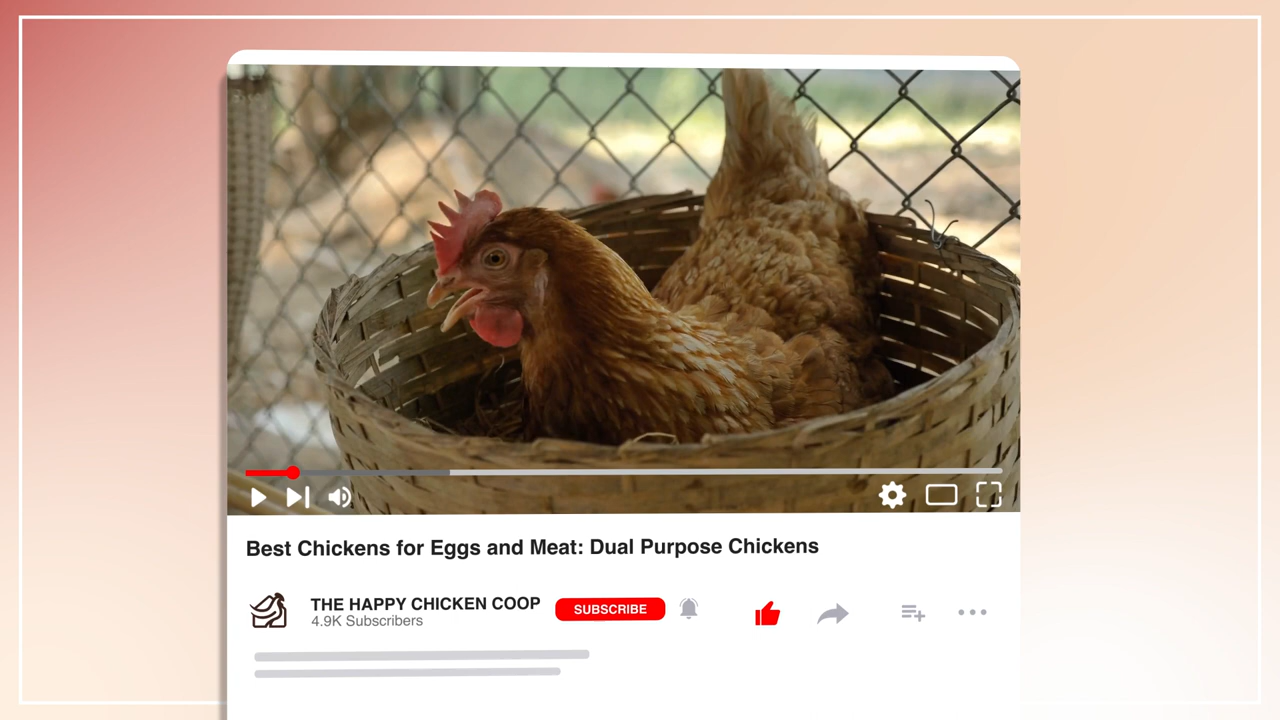 Best Chickens for Eggs and Meat: Dual Purpose Chickens
THE HAPPY CHICKEN COOP
4.9K Subscribers
SUBSCRIBE